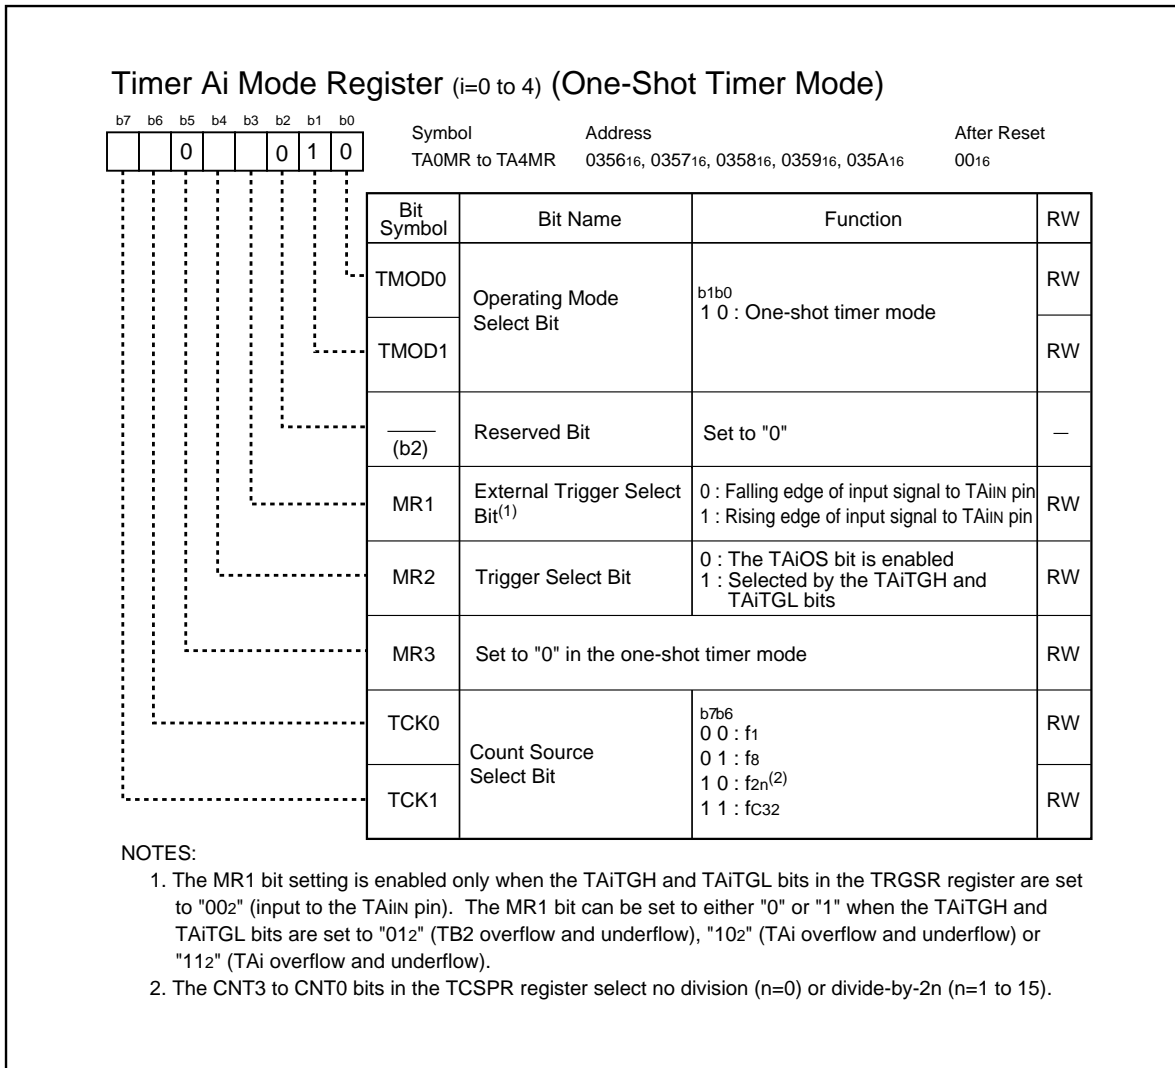 Timer Ai Mode Register (i=0 to 4) (One-Shot Timer Mode)
b7 b6 b5 b4 b3 b2 b1 b0
0 0 1 0
Symbol Address After Reset
TA0MR to TA4MR 035616, 035716, 035816, 035916, 035A16 0016
Bit Symbol Bit Name Function RW
TMOD0 RW
Operating Mode
Select Bit
b1b0
1 0 : One-shot timer mode
TMOD1 RW
(b2) Reserved Bit Set to "0" —
MR1 External Trigger Select
Bit(1)
0 : Falling edge of input signal to TAiIN pin
1 : Rising edge of input signal to TAiIN pin
RW
MR2 Trigger Select Bit
0 : The TAiOS bit is enabled
1 : Selected by the TAiTGH and
TAiTGL bits
RW
MR3 Set to "0" in the one-shot timer mode RW
TCK0 RW
Count Source
Select Bit
b7b6
0 0 : f1
0 1 : f8
1 0 : f2n(2)
1 1 : fC32
TCK1 RW
NOTES:
1. The MR1 bit setting is enabled only when the TAiTGH and TAiTGL bits in the TRGSR register are set
to "002" (input to the TAiIN pin). The MR1 bit can be set to either "0" or "1" when the TAiTGH and
TAiTGL bits are set to "012" (TB2 overflow and underflow), "102" (TAi overflow and underflow) or
"112" (TAi overflow and underflow).
2. The CNT3 to CNT0 bits in the TCSPR register select no division (n=0) or divide-by-2n (n=1 to 15).